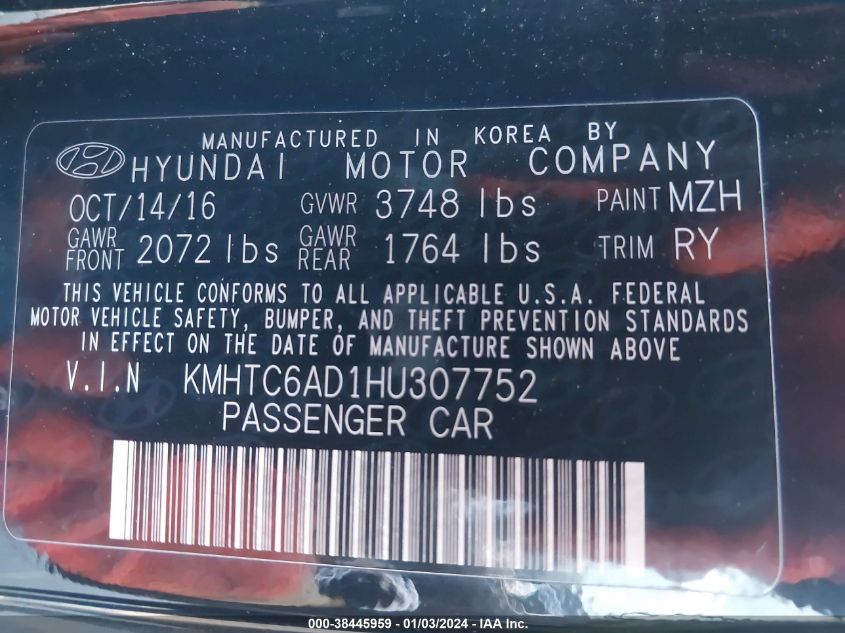 MANUFACTURED IN KOREA BY
HYUNDAI MOTOR COMPANY
OCT/14/16 GVWR 3748 lbs PAINT MZH
GAWR FRONT 2072 lbs GAWR REAR 1764 lbs TRIM RY
THIS VEHICLE CONFORMS TO ALL APPLICABLE U.S.A. FEDERAL
MOTOR VEHICLE SAFETY, BUMPER, AND THEFT PREVENTION STANDARDS
IN EFFECT ON THE DATE OF MANUFACTURE SHOWN ABOVE
V.I.N KMHTC6AD1HU307752
PASSENGER CAR
000-38445959 - 01/03/2024 - IAA Inc.